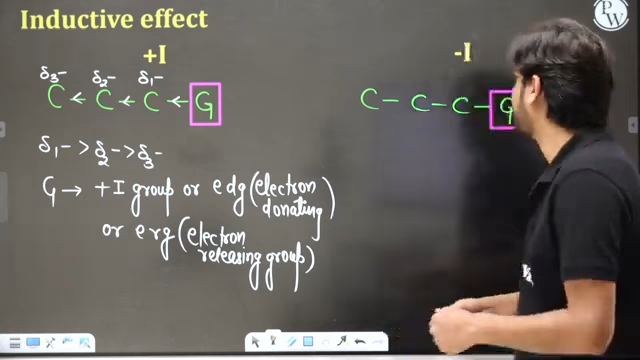 Inductive effect
+I
δ3- δ2- δ1-
C ← C ← C ← G
δ1- > δ2- > δ3-
G → +I group or edg (electron donating)
or erg (electron releasing group)
-I
C - C - C - G
PW